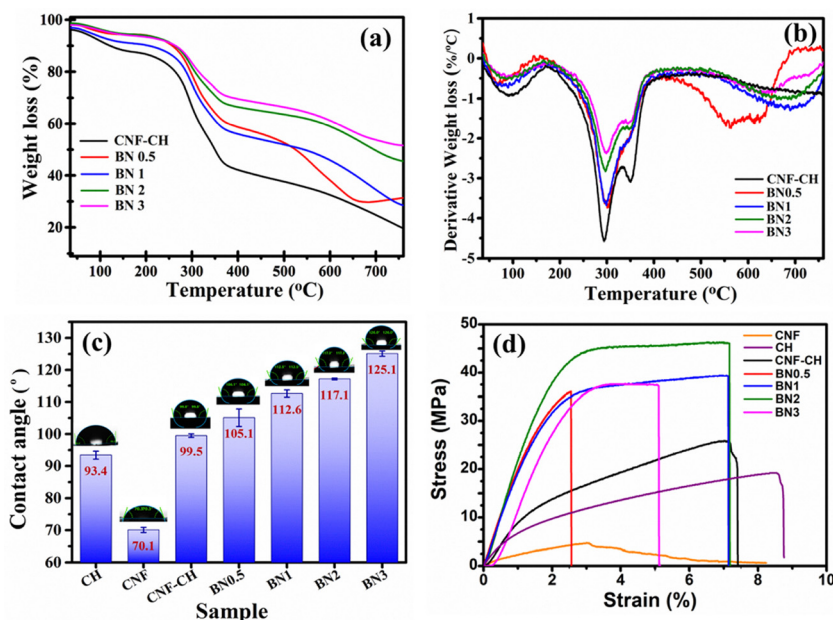 (a)
100
80
60
40
20
Weight loss (%)
CNF-CH
BN 0.5
BN 1
BN 2
BN 3
100 200 300 400 500 600 700
Temperature (°C)
(b)
1
0
-1
-2
-3
-4
-5
Derivative Weight loss (%/°C)
CNF-CH
BN0.5
BN1
BN2
BN3
100 200 300 400 500 600 700
Temperature (°C)
(c)
140
130
120
110
100
90
80
70
60
Contact angle (°)
93.4
70.1
99.5
105.1
112.6
117.1
125.1
CH CNF CNF-CH BN0.5 BN1 BN2 BN3
Sample
(d)
50
40
30
20
10
0
Stress (MPa)
CNF
CH
CNF-CH
BN0.5
BN1
BN2
BN3
0 2 4 6 8 10
Strain (%)